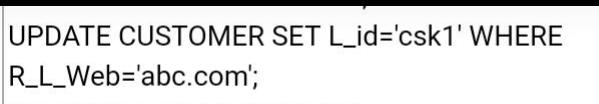 UPDATE CUSTOMER SET L_id='csk1' WHERE
R_L_Web='abc.com';